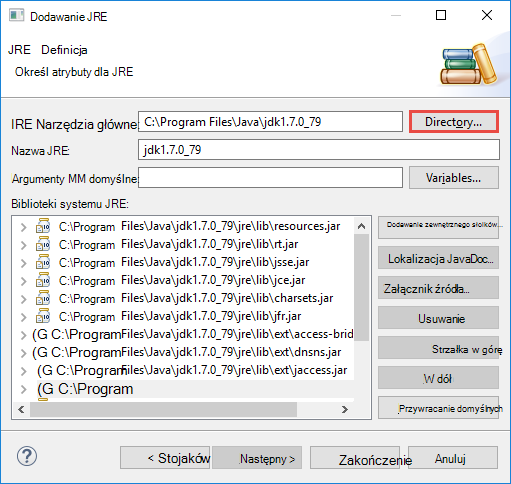 Dodawanie JRE
JRE Definicja
Określ atrybuty dla JRE
IRE Narzędzia główne:
C:\Program Files\Java\jdk1.7.0_79
Directory...
Nazwa JRE:
jdk1.7.0_79
Argumenty MM domyślne:
Variables...
Biblioteki systemu JRE:
C:\Program Files\Java\jdk1.7.0_79\jre\lib\resources.jar
C:\Program Files\Java\jdk1.7.0_79\jre\lib\rt.jar
C:\Program Files\Java\jdk1.7.0_79\jre\lib\jsse.jar
C:\Program Files\Java\jdk1.7.0_79\jre\lib\jce.jar
C:\Program Files\Java\jdk1.7.0_79\jre\lib\charsets.jar
C:\Program Files\Java\jdk1.7.0_79\jre\lib\jfr.jar
(G C:\Program Files\Java\jdk1.7.0_79\jre\lib\ext\access-brid
(G C:\Program Files\Java\jdk1.7.0_79\jre\lib\ext\dnsns.jar
(G C:\Program Files\Java\jdk1.7.0_79\jre\lib\ext\jaccess.jar
(G C:\Program
Dodawanie zewnętrznego słoików...
Lokalizacja JavaDoc...
Załącznik źródła...
Usuwanie
Strzałka w górę
W dół
Przywracanie domyślnych
< Stojaków
Następny >
Zakończenie
Anuluj